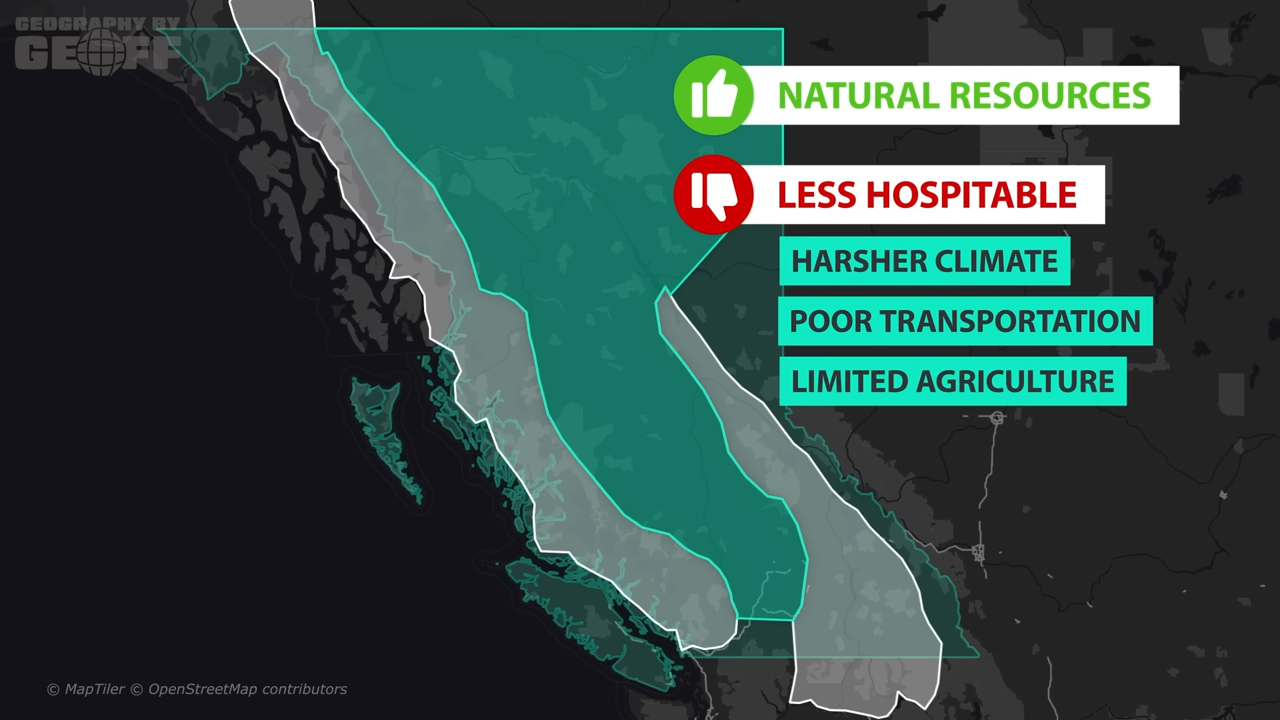 GEOGRAPHY BY
GEOFF
NATURAL RESOURCES
LESS HOSPITABLE
HARSHER CLIMATE
POOR TRANSPORTATION
LIMITED AGRICULTURE
© MapTiler © OpenStreetMap contributors